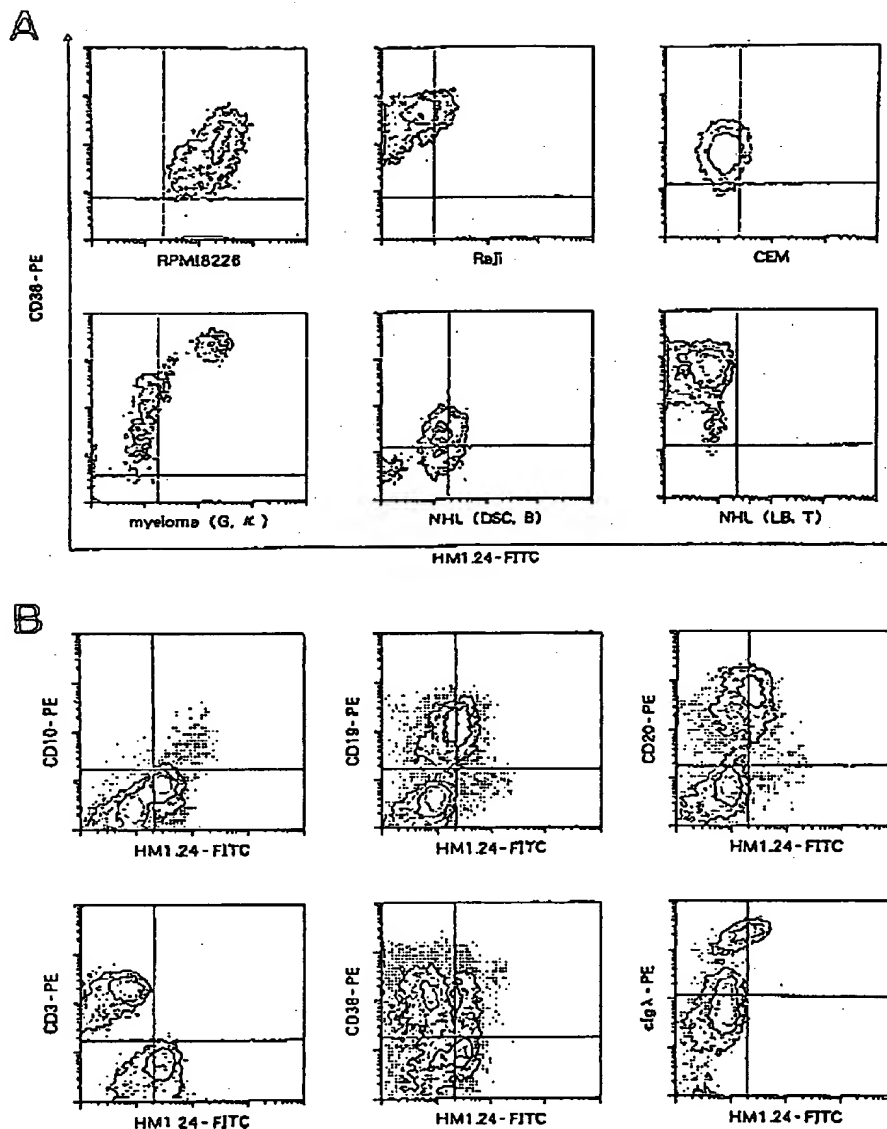 A
CD38-PE
RPMI8226
Raji
CEM
myeloma (G, K)
NHL (DSC, B)
NHL (LB, T)
HM1.24-FITC
B
CD10-PE
HM1.24-FITC
CD19-PE
HM1.24-FITC
CD20-PE
HM1.24-FITC
CD3-PE
HM1.24-FITC
CD38-PE
HM1.24-FITC
cIg λ-PE
HM1.24-FITC